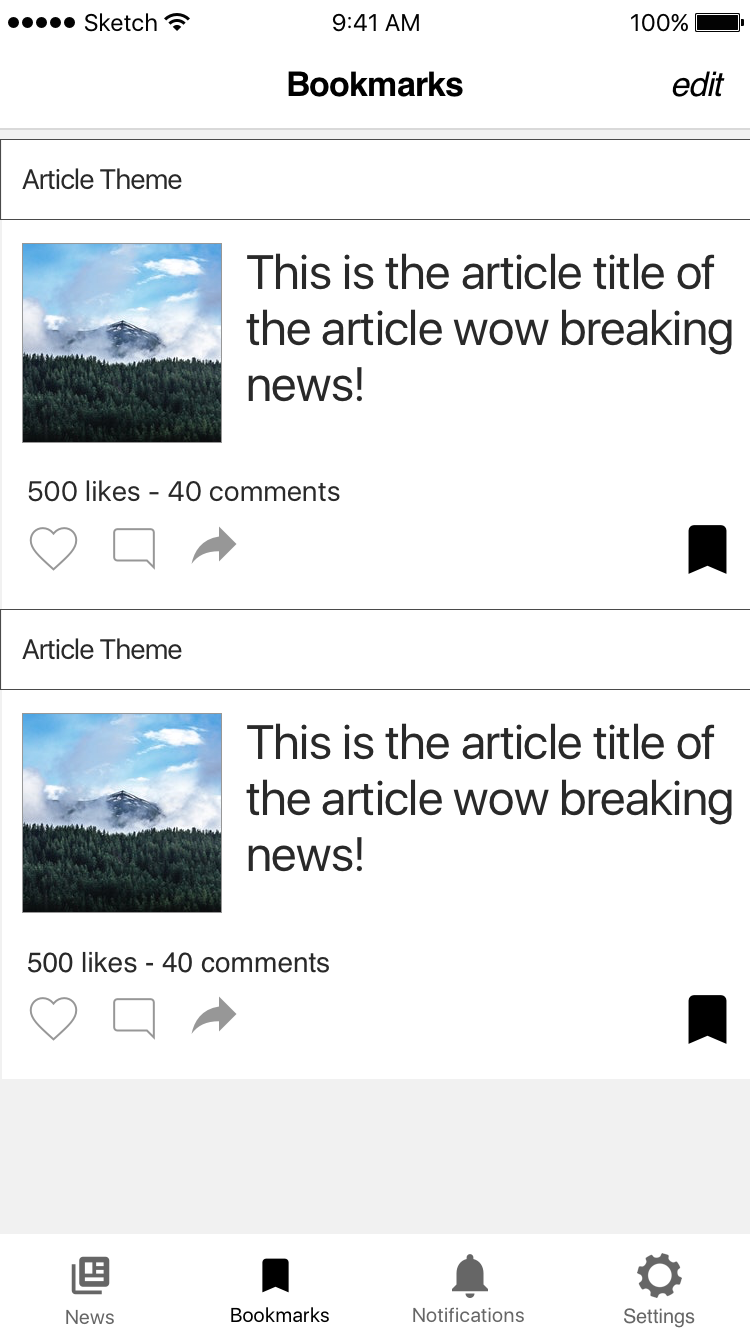 Sketch 9:41 AM 100%
Bookmarks edit
Article Theme
This is the article title of
the article wow breaking
news!
500 likes - 40 comments
Article Theme
This is the article title of
the article wow breaking
news!
500 likes - 40 comments
News Bookmarks Notifications Settings